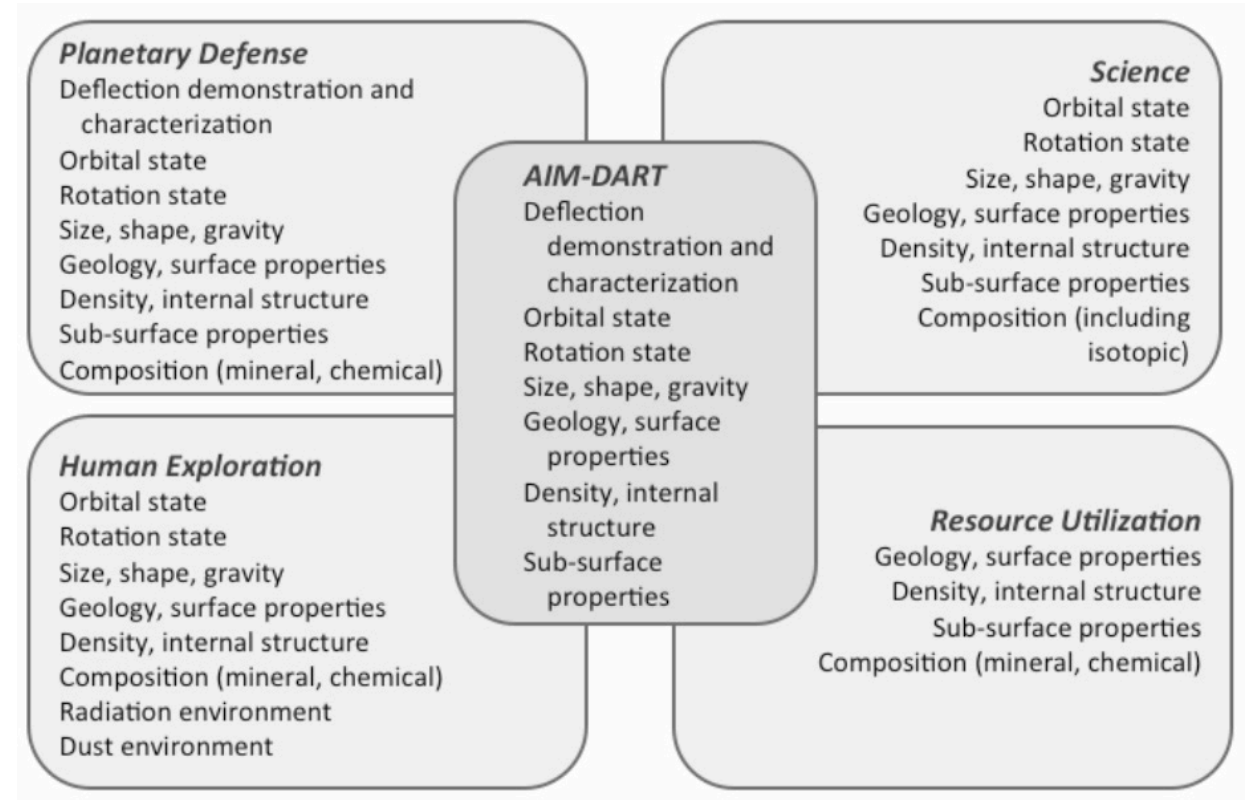 Planetary Defense
Deflection demonstration and
characterization
Orbital state
Rotation state
Size, shape, gravity
Geology, surface properties
Density, internal structure
Sub-surface properties
Composition (mineral, chemical)
Science
Orbital state
Rotation state
Size, shape, gravity
Geology, surface properties
Density, internal structure
Sub-surface properties
Composition (including
isotopic)
AIM-DART
Deflection
demonstration and
characterization
Orbital state
Rotation state
Size, shape, gravity
Geology, surface
properties
Density, internal
structure
Sub-surface
properties
Human Exploration
Orbital state
Rotation state
Size, shape, gravity
Geology, surface properties
Density, internal structure
Composition (mineral, chemical)
Radiation environment
Dust environment
Resource Utilization
Geology, surface properties
Density, internal structure
Sub-surface properties
Composition (mineral, chemical)